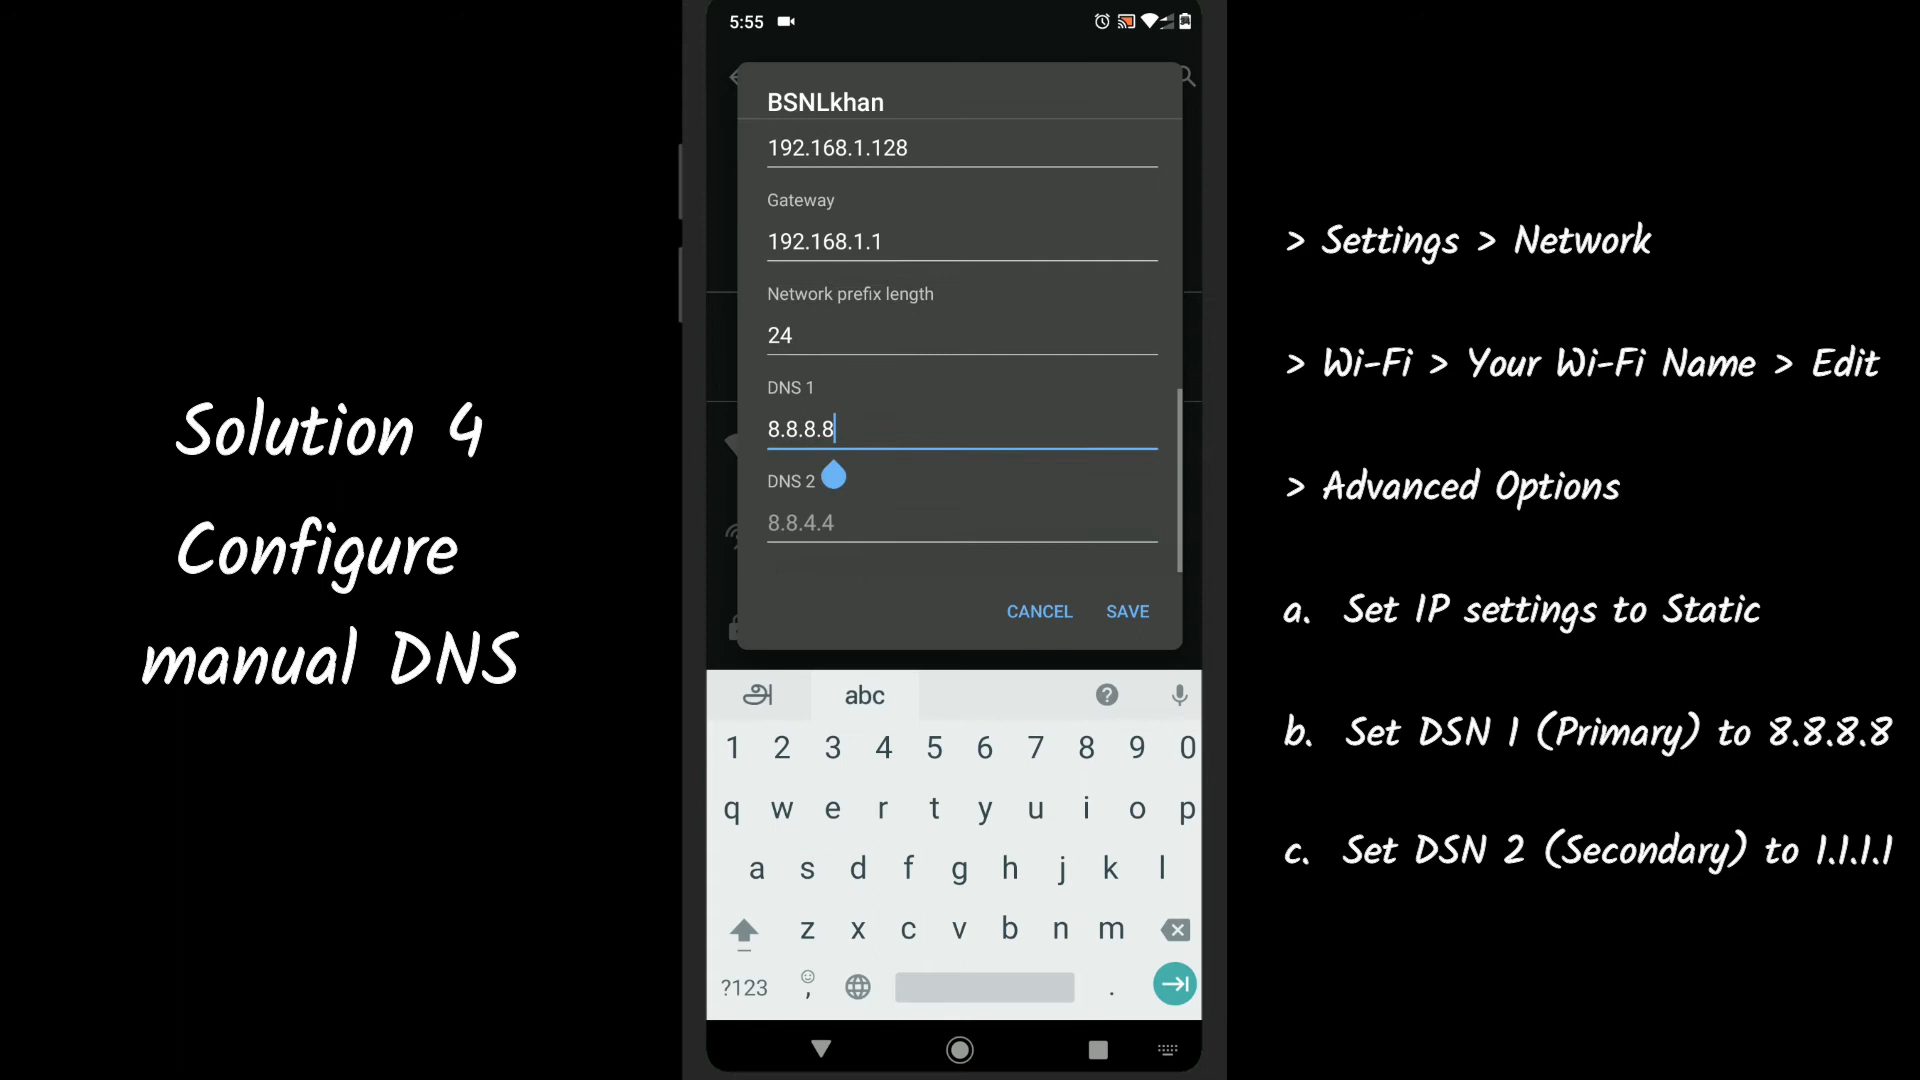 Solution 4
Configure
manual DNS
5:55
BSNLkhan
192.168.1.128
Gateway
192.168.1.1
Network prefix length
24
DNS 1
8.8.8.8
DNS 2
8.8.4.4
CANCEL SAVE
அ abc ?
1 2 3 4 5 6 7 8 9 0
q w e r t y u i o p
a s d f g h j k l
z x c v b n m
?123 , .
> Settings > Network
> Wi-Fi > Your Wi-Fi Name > Edit
> Advanced Options
a. Set IP settings to Static
b. Set DSN 1 (Primary) to 8.8.8.8
c. Set DSN 2 (Secondary) to 1.1.1.1